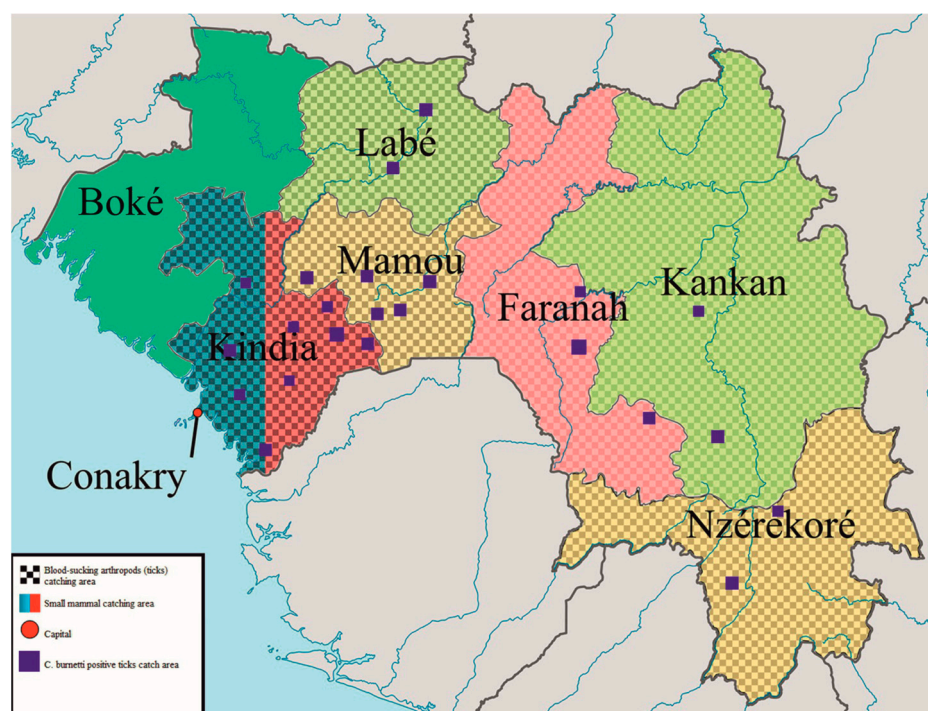 Labé
Boké
Mamou
Kankan
Faranah
Kindia
Conakry
Nzérekoré
Blood-sucking arthropods (ticks)
catching area
Small mammal catching area
Capital
C. burnetti positive ticks catch area